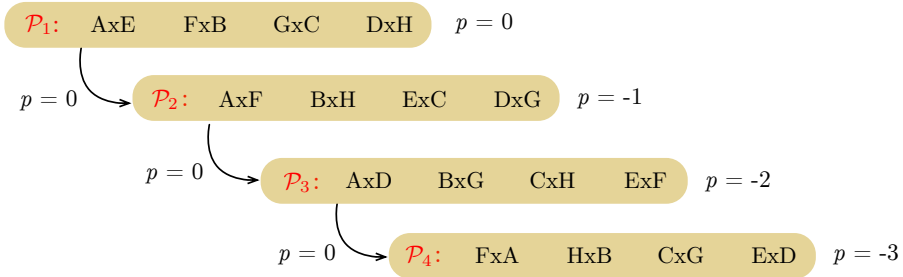 𝒫₁: AxE FxB GxC DxH p = 0
p = 0 𝒫₂: AxF BxH ExC DxG p = -1
p = 0 𝒫₃: AxD BxG CxH ExF p = -2
p = 0 𝒫₄: FxA HxB CxG ExD p = -3